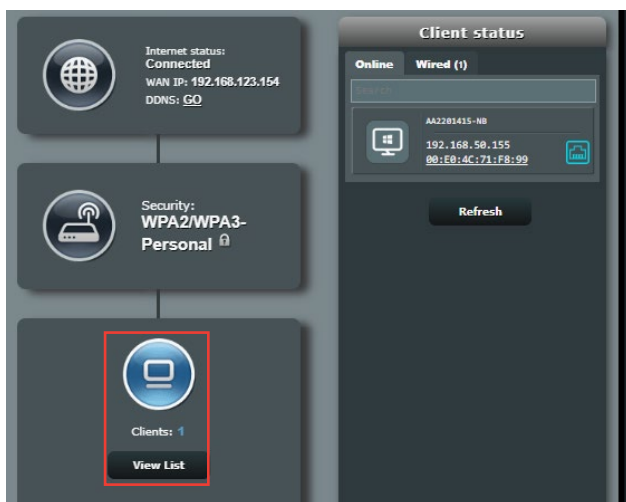 Internet status:
Connected
WAN IP: 192.168.123.154
DDNS: GO
Security:
WPA2/WPA3-
Personal
Clients: 1
View List
Client status
Online Wired (1)
Search
AA2201415-NB
192.168.50.155
00:E0:4C:71:F8:99
Refresh